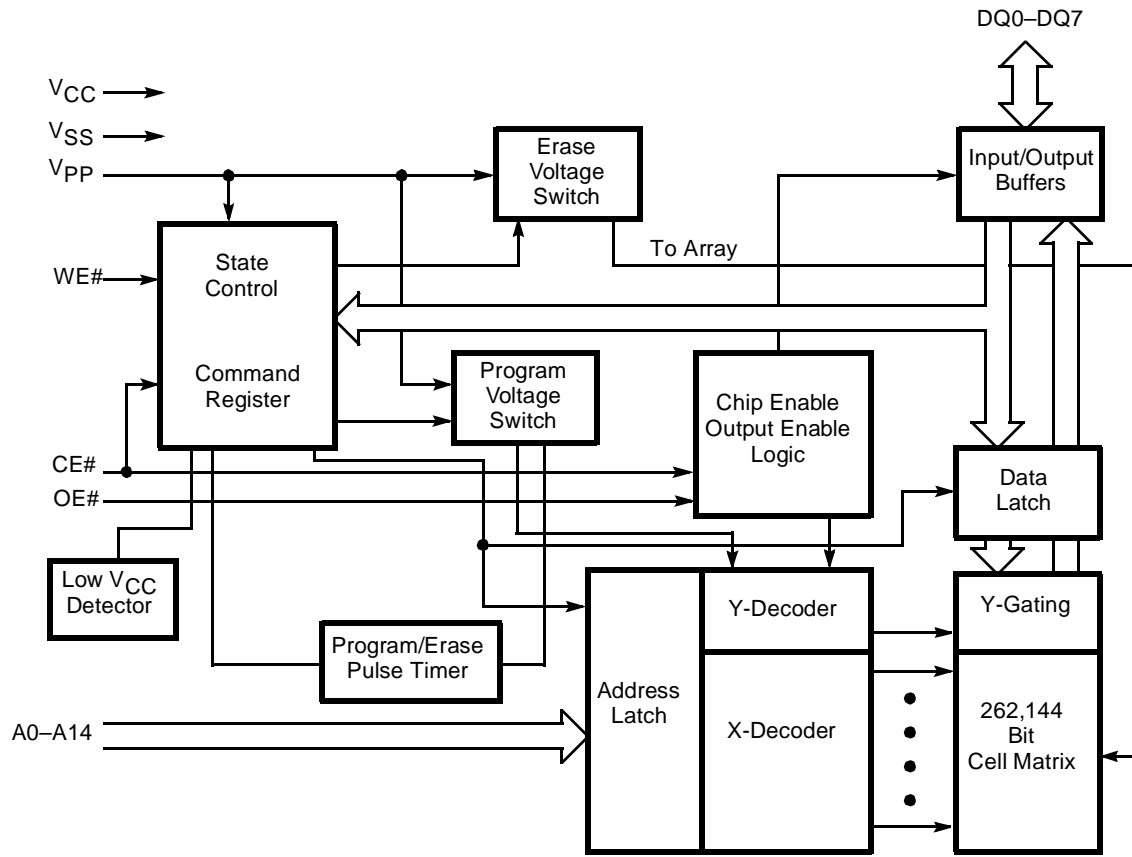 DQ0–DQ7
VCC
VSS
VPP
Erase
Voltage
Switch
Input/Output
Buffers
To Array
WE#
State
Control
Command
Register
Program
Voltage
Switch
Chip Enable
Output Enable
Logic
CE#
OE#
Data
Latch
Low VCC
Detector
Program/Erase
Pulse Timer
Y-Decoder
Y-Gating
Address
Latch
X-Decoder
262,144
Bit
Cell Matrix
A0–A14